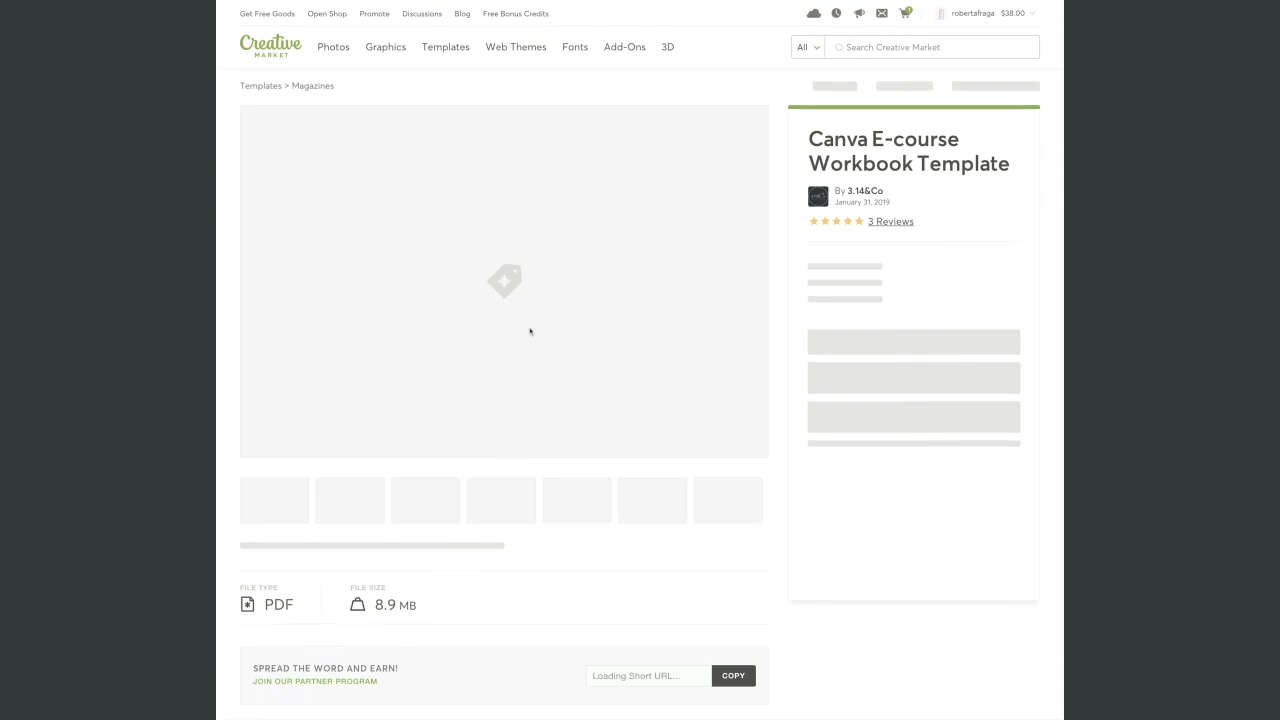 Get Free Goods Open Shop Promote Discussions Blog Free Bonus Credits
1
robertafraga $38.00
Creative
MARKET
Photos Graphics Templates Web Themes Fonts Add-Ons 3D
All Search Creative Market
Templates > Magazines
Canva E-course
Workbook Template
By 3.14&Co
January 31, 2019
3 Reviews
FILE TYPE FILE SIZE
PDF 8.9 MB
SPREAD THE WORD AND EARN!
JOIN OUR PARTNER PROGRAM
Loading Short URL... COPY